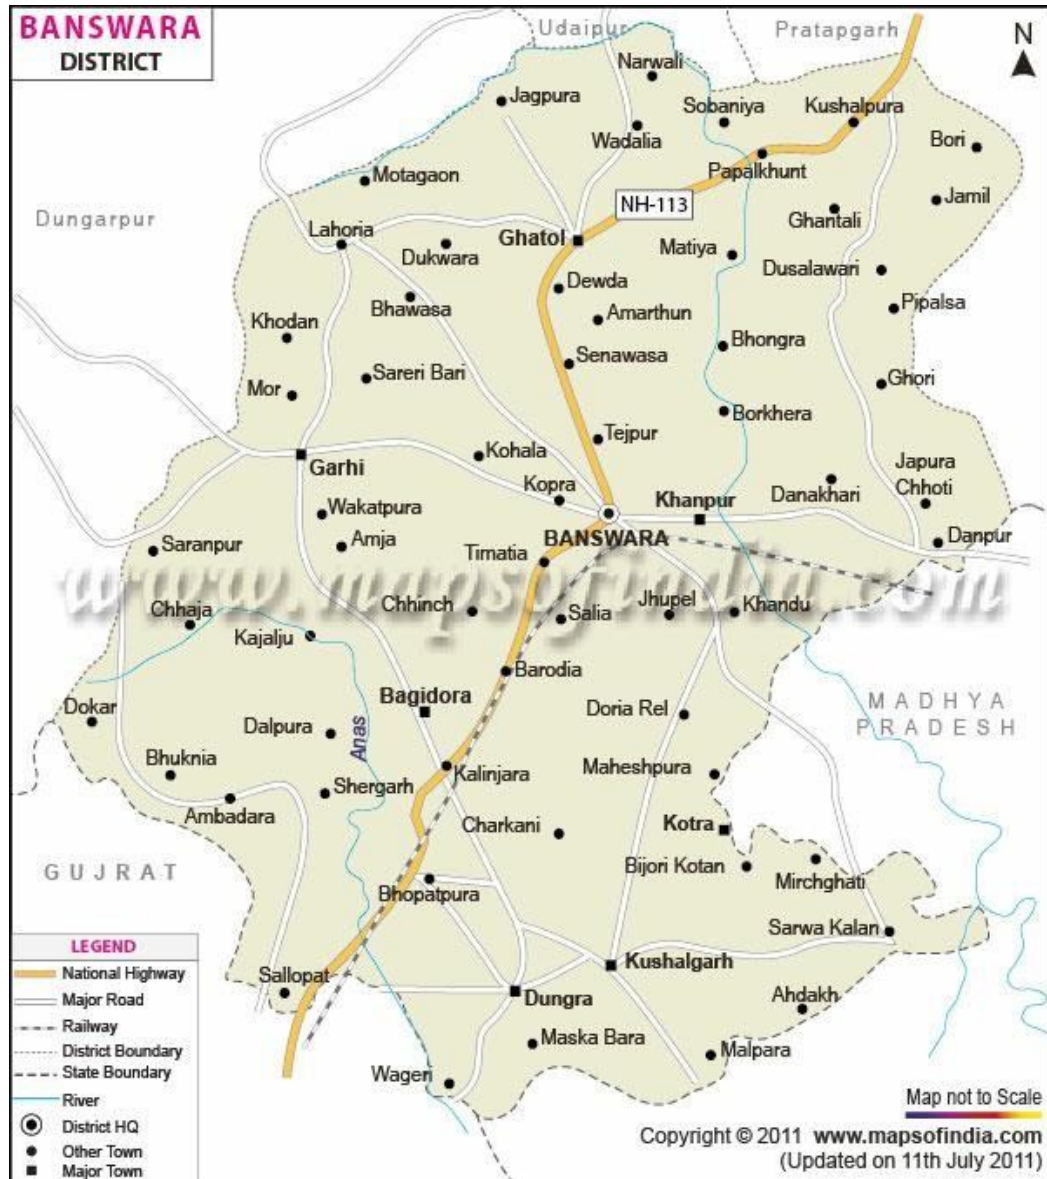 BANSWARA
DISTRICT
Udaipur
Pratapgarh
N
Narwali
Jagpura
Sobaniya
Kushalpura
Wadalia
Bori
Papalkhunt
Motagaon
Jamil
NH-113
Dungarpur
Ghantali
Lahoria
Ghatol
Dukwara
Matiya
Dusalawari
Dewda
Bhawasa
Pipalsa
Amarthun
Khodan
Bhongra
Senawasa
Sareri Bari
Ghori
Mor
Borkhera
Tejpur
Kohala
Garhi
Japura
Chhoti
Kopra
Khanpur
Danakhari
Wakatpura
BANSWARA
Danpur
Amja
Saranpur
Timatia
www.mapsofindia.com
Chhaja
Chhinch
Salia
Jhupel
Khandu
Kajalju
Barodia
Bagidora
MADHYA
PRADESH
Dokar
Doria Rel
Dalpura
Anas
Bhuknia
Kalinjara
Maheshpura
Shergarh
Ambadara
Charkani
Kotra
GUJRAT
Bijori Kotan
Mirchghati
Bhopatpura
Sarwa Kalan
LEGEND
National Highway
Major Road
Railway
District Boundary
State Boundary
River
District HQ
Other Town
Major Town
Sallopat
Kushalgarh
Dungra
Ahdakh
Maska Bara
Malpara
Wageri
Map not to Scale
Copyright © 2011 www.mapsofindia.com
(Updated on 11th July 2011)